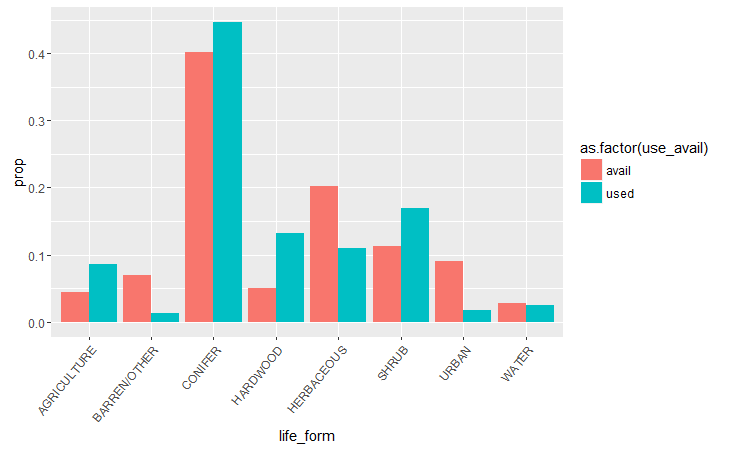 0.4
0.3
0.2
0.1
0.0
prop
AGRICULTURE
BARREN/OTHER
CONIFER
HARDWOOD
HERBACEOUS
SHRUB
URBAN
WATER
life_form
as.factor(use_avail)
avail
used